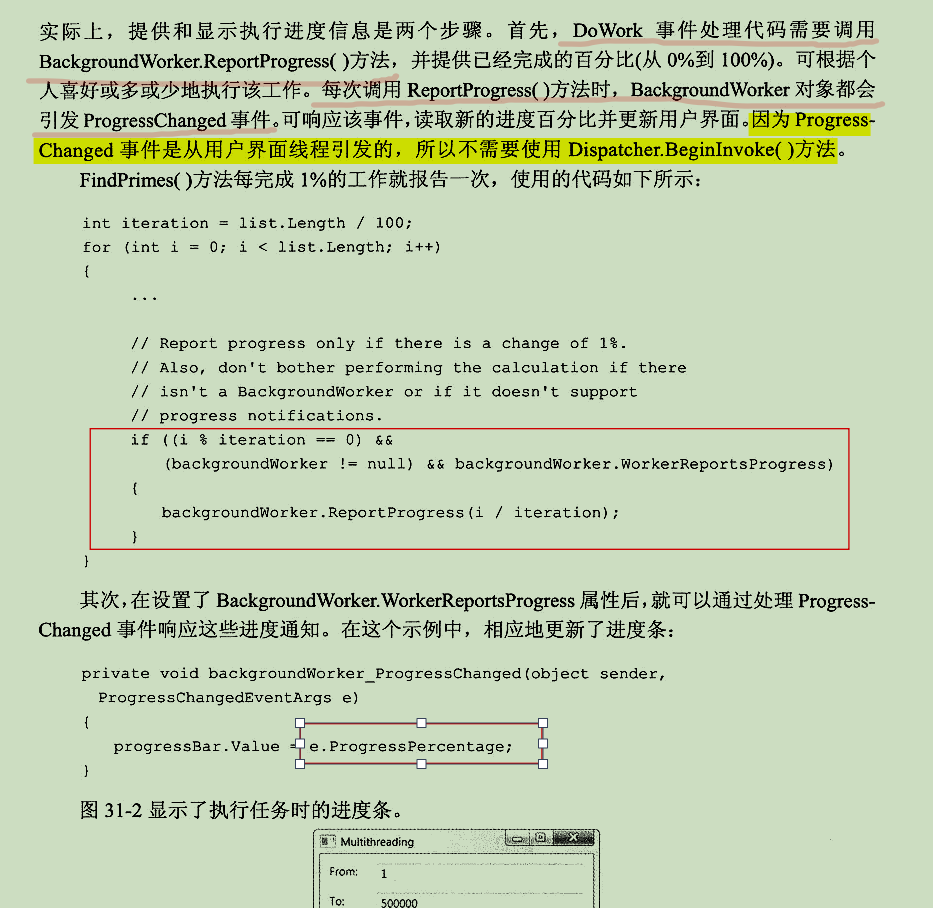 实际上，提供和显示执行进度信息是两个步骤。首先，DoWork 事件处理代码需要调用
BackgroundWorker.ReportProgress( )方法，并提供已经完成的百分比(从 0%到 100%)。可根据个
人喜好或多或少地执行该工作。每次调用 ReportProgress( )方法时，BackgroundWorker 对象都会
引发 ProgressChanged 事件。可响应该事件，读取新的进度百分比并更新用户界面。因为 Progress-
Changed 事件是从用户界面线程引发的，所以不需要使用 Dispatcher.BeginInvoke( )方法。
FindPrimes( )方法每完成 1%的工作就报告一次，使用的代码如下所示：
int iteration = list.Length / 100;
for (int i = 0; i < list.Length; i++)
{
...
// Report progress only if there is a change of 1%.
// Also, don't bother performing the calculation if there
// isn't a BackgroundWorker or if it doesn't support
// progress notifications.
if ((i % iteration == 0) &&
(backgroundWorker != null) && backgroundWorker.WorkerReportsProgress)
{
backgroundWorker.ReportProgress(i / iteration);
}
}
其次，在设置了 BackgroundWorker.WorkerReportsProgress 属性后，就可以通过处理 Progress-
Changed 事件响应这些进度通知。在这个示例中，相应地更新了进度条：
private void backgroundWorker_ProgressChanged(object sender,
ProgressChangedEventArgs e)
{
progressBar.Value = e.ProgressPercentage;
}
图 31-2 显示了执行任务时的进度条。
Multithreading
From: 1
To: 500000